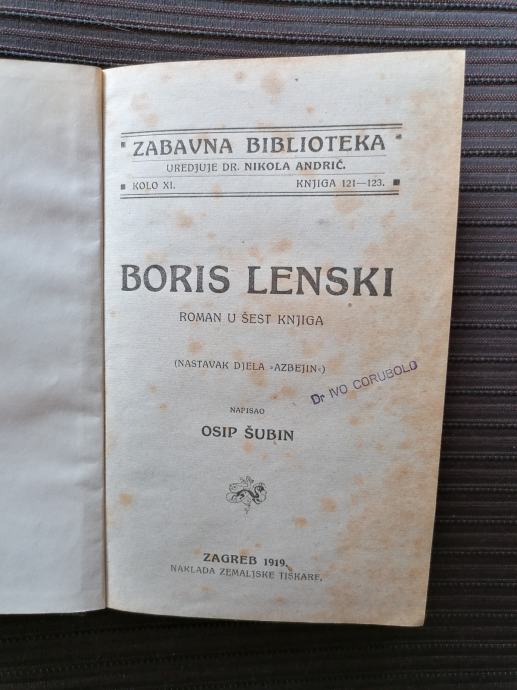 ZABAVNA BIBLIOTEKA
UREDJUJE DR. NIKOLA ANDRIĆ.
KOLO XI. KNJIGA 121—123.
BORIS LENSKI
ROMAN U ŠEST KNJIGA
(NASTAVAK DJELA »AZBEJIN«)
Dr IVO CORUBOLO
NAPISAO
OSIP ŠUBIN
ZAGREB 1919.
NAKLADA ZEMALJSKE TISKARE.